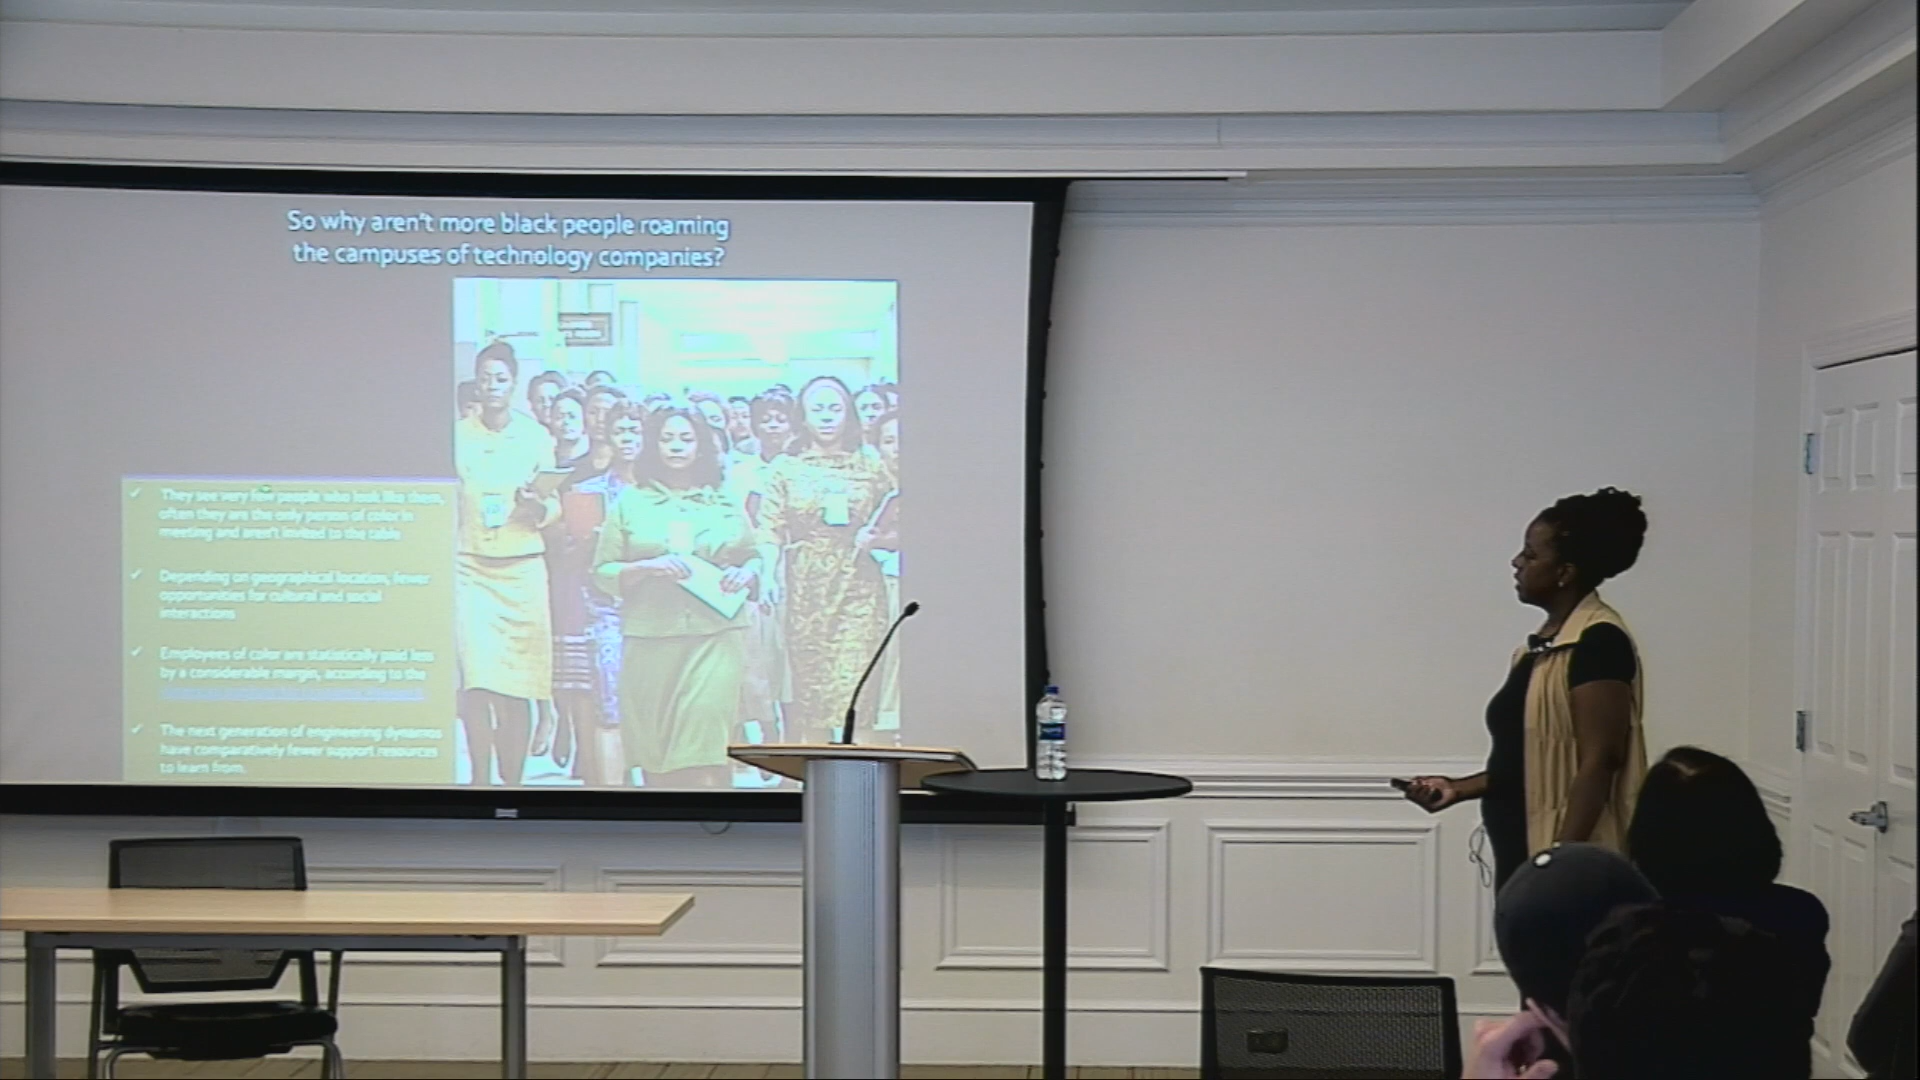 So why aren't more black people roaming
the campuses of technology companies?
They see very few people who look like them,
often they are the only person of color in
meeting and aren't invited to the table
Depending on geographical location, fewer
opportunities for cultural and social
interactions
Employees of color are statistically paid less
by a considerable margin, according to the
The next generation of engineering dynamos
have comparatively fewer support resources
to learn from.